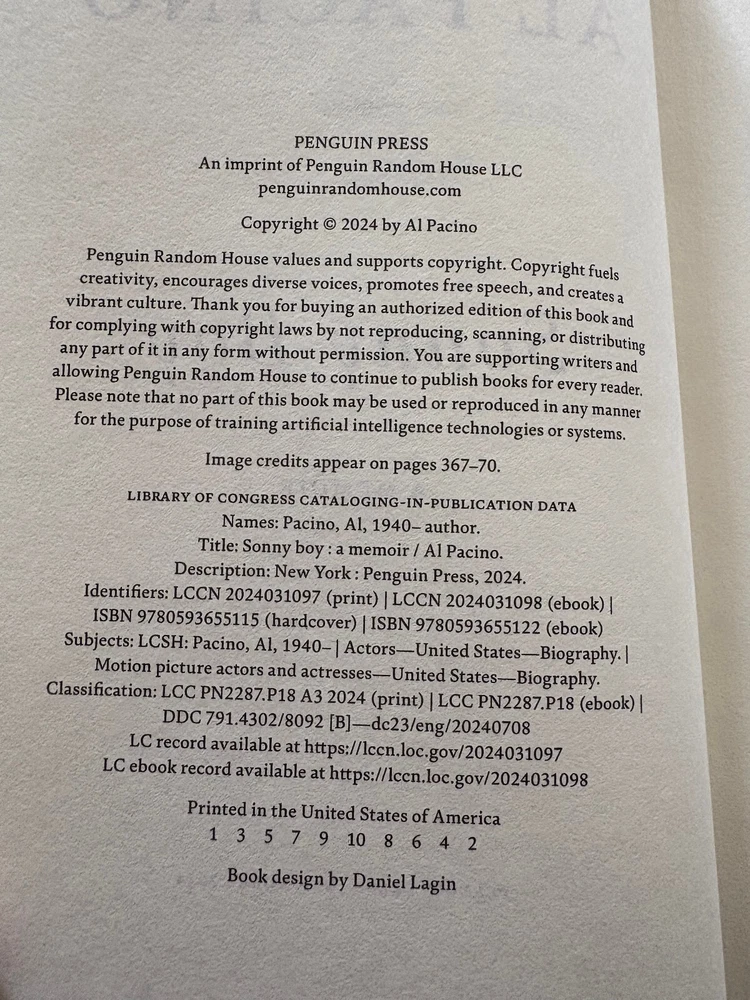 PENGUIN PRESS
An imprint of Penguin Random House LLC
penguinrandomhouse.com
Copyright © 2024 by Al Pacino
Penguin Random House values and supports copyright. Copyright fuels
creativity, encourages diverse voices, promotes free speech, and creates a
vibrant culture. Thank you for buying an authorized edition of this book and
for complying with copyright laws by not reproducing, scanning, or distributing
any part of it in any form without permission. You are supporting writers and
allowing Penguin Random House to continue to publish books for every reader.
Please note that no part of this book may be used or reproduced in any manner
for the purpose of training artificial intelligence technologies or systems.
Image credits appear on pages 367–70.
LIBRARY OF CONGRESS CATALOGING-IN-PUBLICATION DATA
Names: Pacino, Al, 1940– author.
Title: Sonny boy : a memoir / Al Pacino.
Description: New York : Penguin Press, 2024.
Identifiers: LCCN 2024031097 (print) | LCCN 2024031098 (ebook) |
ISBN 9780593655115 (hardcover) | ISBN 9780593655122 (ebook)
Subjects: LCSH: Pacino, Al, 1940– | Actors—United States—Biography. |
Motion picture actors and actresses—United States—Biography.
Classification: LCC PN2287.P18 A3 2024 (print) | LCC PN2287.P18 (ebook) |
DDC 791.4302/8092 [B]—dc23/eng/20240708
LC record available at https://lccn.loc.gov/2024031097
LC ebook record available at https://lccn.loc.gov/2024031098
Printed in the United States of America
1 3 5 7 9 10 8 6 4 2
Book design by Daniel Lagin